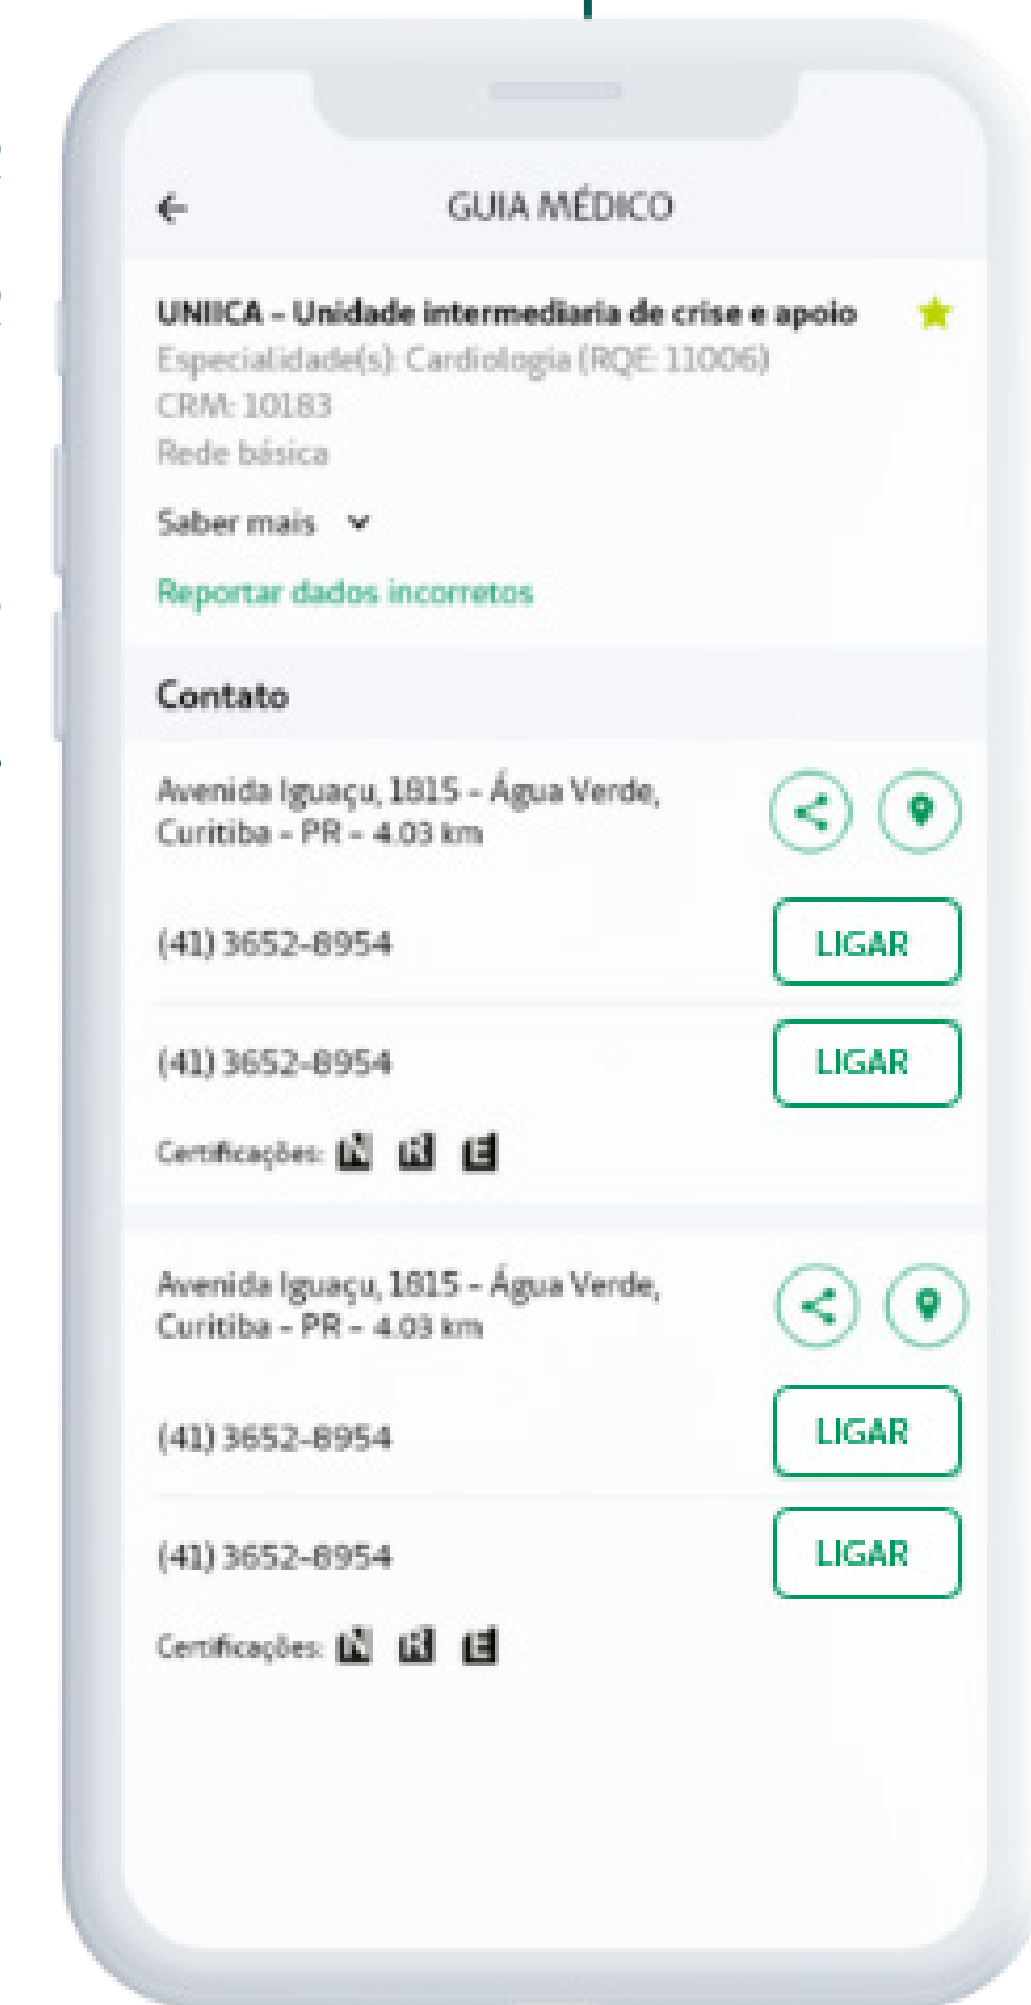 GUIA MÉDICO
UNIICA – Unidade intermediaria de crise e apoio
Especialidade(s): Cardiologia (RQE: 11006)
CRM: 10183
Rede básica
Saber mais
Reportar dados incorretos
Contato
Avenida Iguaçu, 1815 – Água Verde,
Curitiba – PR – 4.03 km
(41) 3652-8954
LIGAR
(41) 3652-8954
LIGAR
Certificações: N R E
Avenida Iguaçu, 1815 – Água Verde,
Curitiba – PR – 4.03 km
(41) 3652-8954
LIGAR
(41) 3652-8954
LIGAR
Certificações: N R E